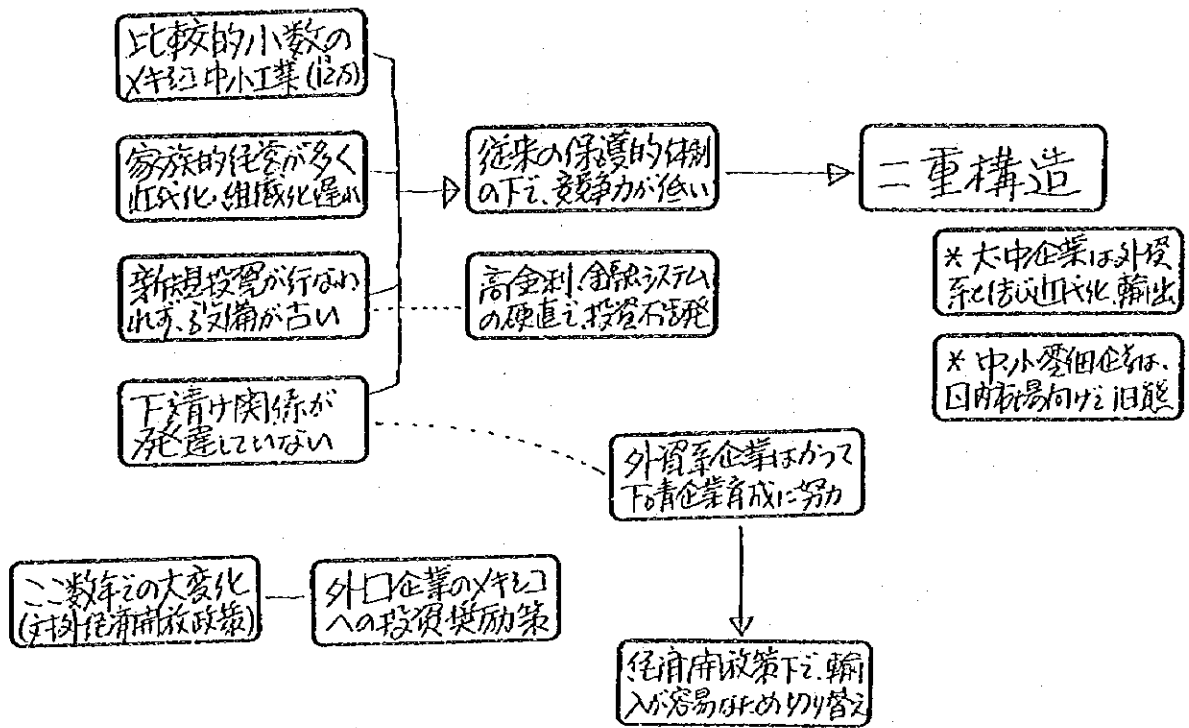 比較的小数の
メキシコ中小工業(12万)
家族的経営が多く
近代化、組織化遅れ
新規投資が行なわ
れず、設備が古い
下請け関係が
発達していない
従来の保護的体制
の下で、競争力が低い
高金利、金融システム
の硬直で、投資不活発
二重構造
* 大・中企業は外資
系と結び近代化、輸出
* 中小零細企業は、
国内市場向けで旧態
外資系企業はかつて
下請企業育成に努力
ここ数年での大変化
(対外経済開放政策)
外国企業のメキシコ
への投資奨励策
経済開放策下で、輸
入が容易なため切り替え